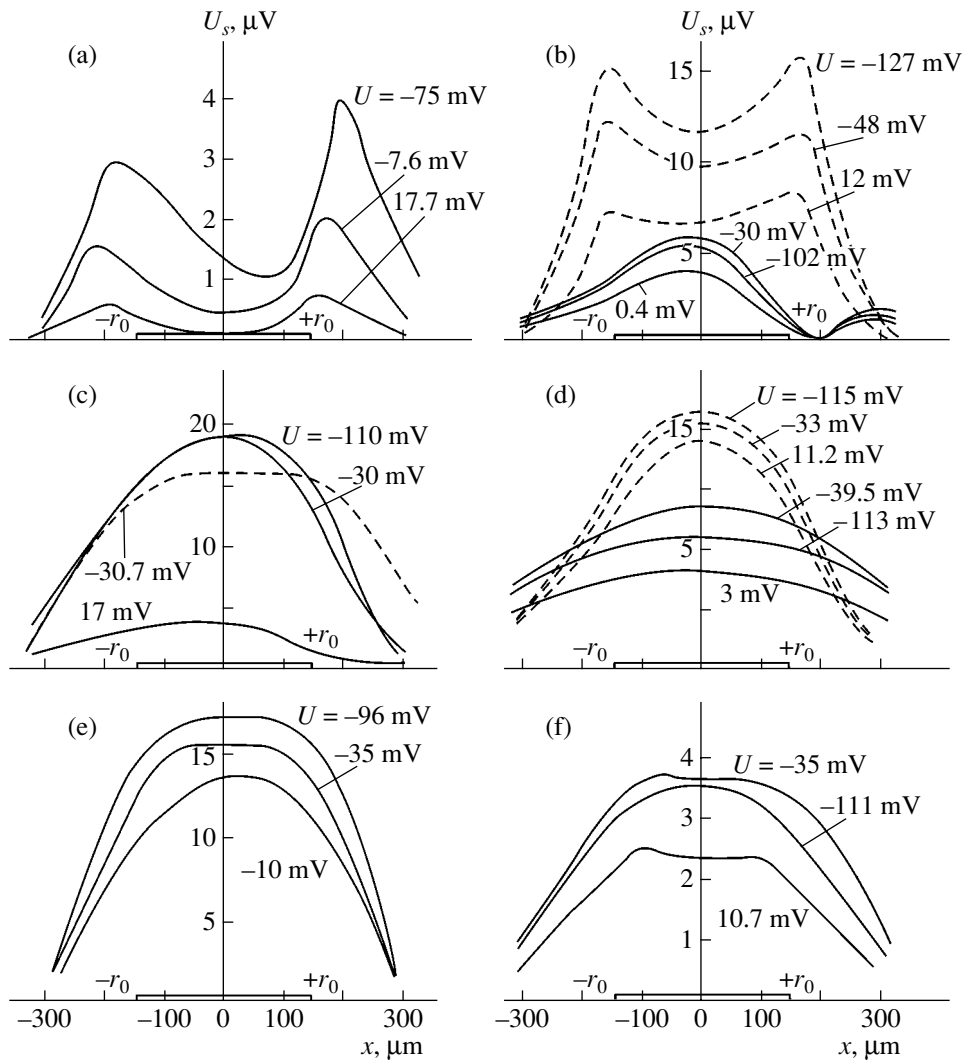 U_s, μV
U_s, μV
(a)
4
3
2
1
U = –75 mV
–7.6 mV
17.7 mV
–r_0
+r_0
(b)
15
10
5
U = –127 mV
–48 mV
12 mV
–30 mV
–102 mV
0.4 mV
–r_0
+r_0
(c)
20
10
U = –110 mV
–30 mV
–30.7 mV
17 mV
–r_0
+r_0
(d)
15
5
U = –115 mV
–33 mV
11.2 mV
–39.5 mV
–113 mV
3 mV
–r_0
+r_0
(e)
15
10
5
U = –96 mV
–35 mV
–10 mV
–r_0
+r_0
–300
–100
0
100
300
x, μm
(f)
4
3
2
1
U = –35 mV
–111 mV
10.7 mV
–r_0
+r_0
–300
–100
0
100
300
x, μm